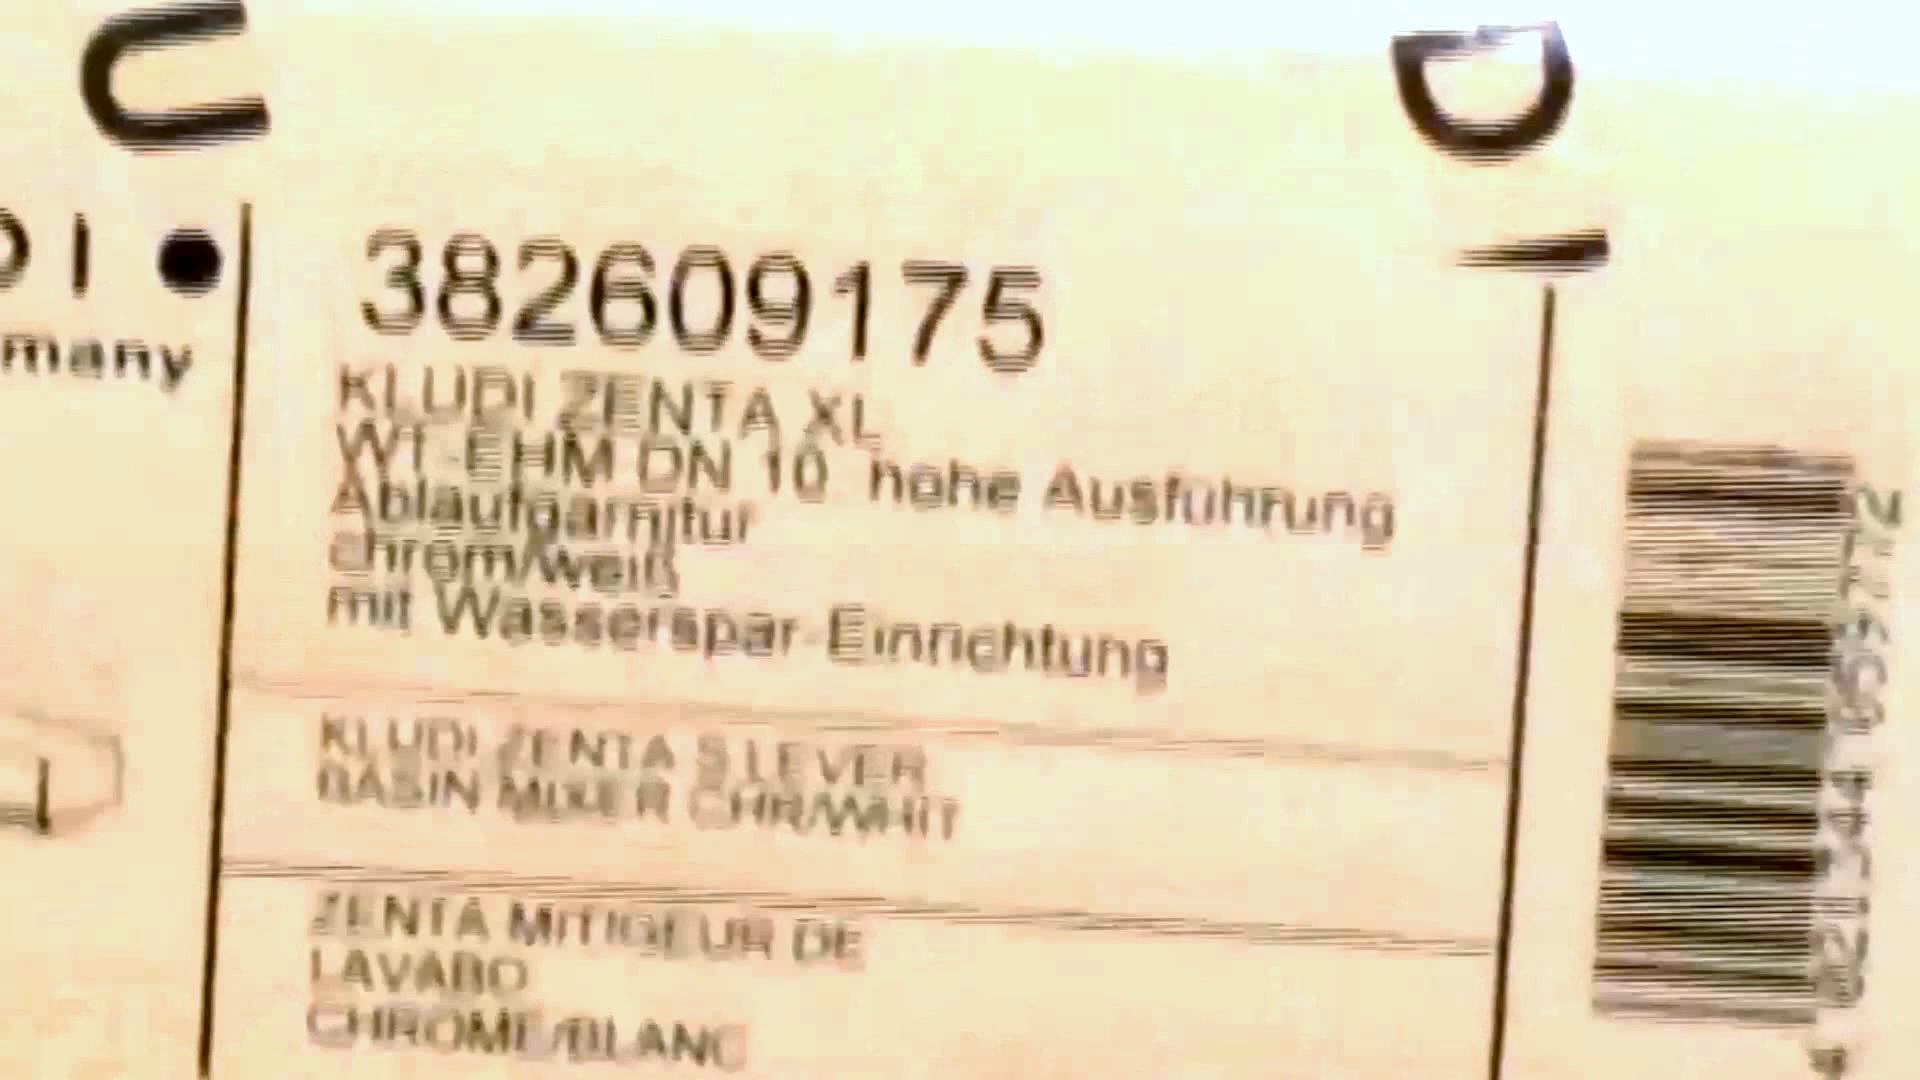 DI
many
382609175
KLUDI ZENTA XL
WT-EHM DN 10 hohe Ausführung
Ablaufgarnitur
chrom/weiß
mit Wasserspar-Einrichtung
KLUDI ZENTA S.LEVER
BASIN MIXER CHR/WHIT
ZENTA MITIGEUR DE
LAVABO
CHROME/BLANC
U
D I